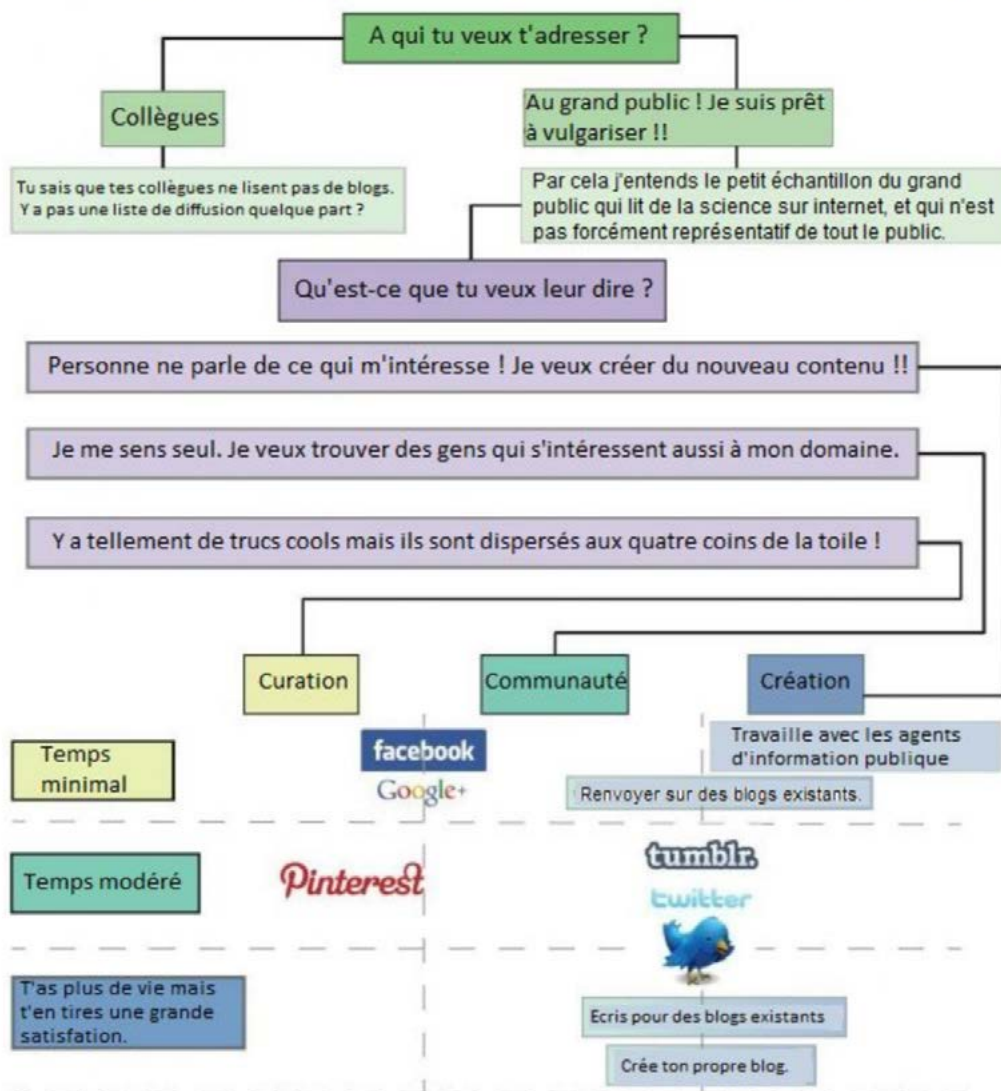 A qui tu veux t'adresser ?
Collègues
Au grand public ! Je suis prêt
à vulgariser !!
Tu sais que tes collègues ne lisent pas de blogs.
Y a pas une liste de diffusion quelque part ?
Par cela j'entends le petit échantillon du grand
public qui lit de la science sur internet, et qui n'est
pas forcément représentatif de tout le public.
Qu'est-ce que tu veux leur dire ?
Personne ne parle de ce qui m'intéresse ! Je veux créer du nouveau contenu !!
Je me sens seul. Je veux trouver des gens qui s'intéressent aussi à mon domaine.
Y a tellement de trucs cools mais ils sont dispersés aux quatre coins de la toile !
Curation
Communauté
Création
Temps
minimal
facebook
Google+
Travaille avec les agents
d'information publique
Renvoyer sur des blogs existants.
Temps modéré
Pinterest
tumblr.
twitter
T'as plus de vie mais
t'en tires une grande
satisfaction.
Ecris pour des blogs existants
Crée ton propre blog.